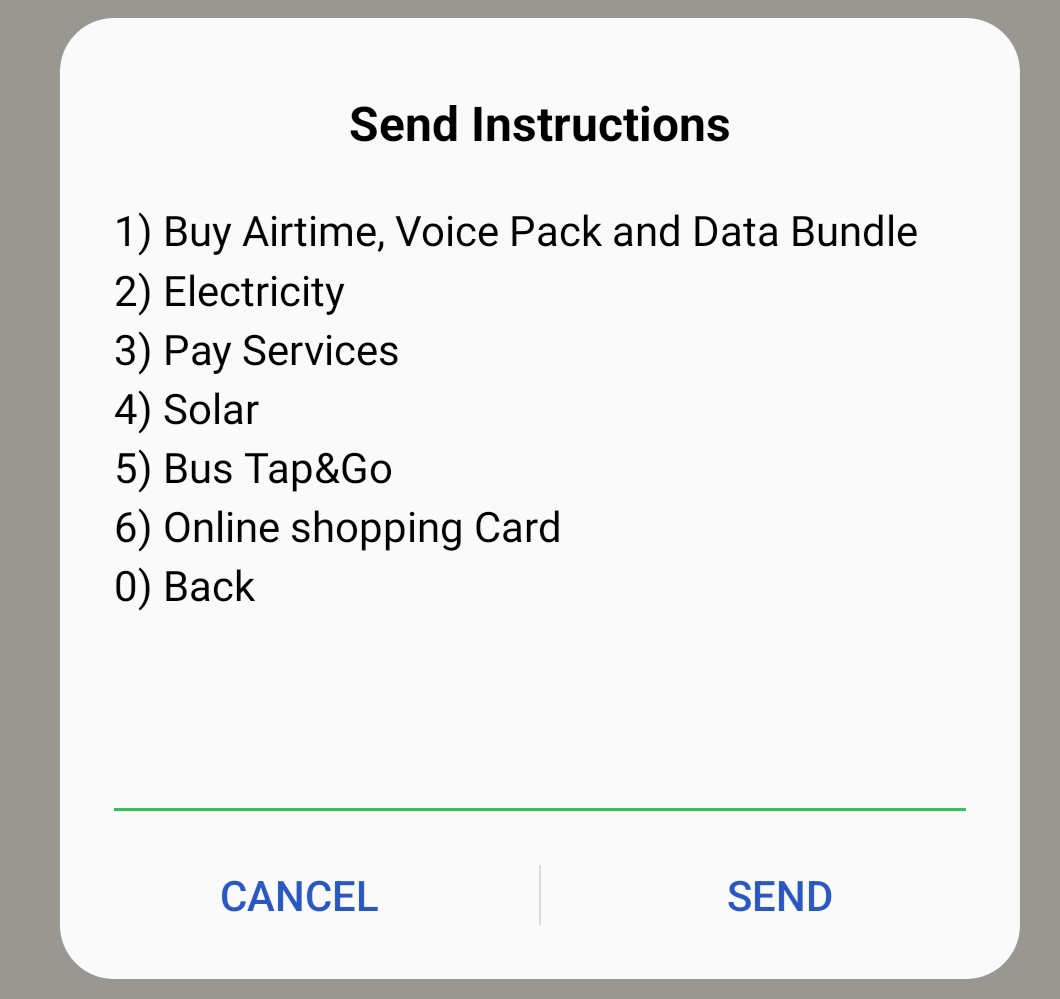 Send Instructions
1) Buy Airtime, Voice Pack and Data Bundle
2) Electricity
3) Pay Services
4) Solar
5) Bus Tap&Go
6) Online shopping Card
0) Back
CANCEL
SEND